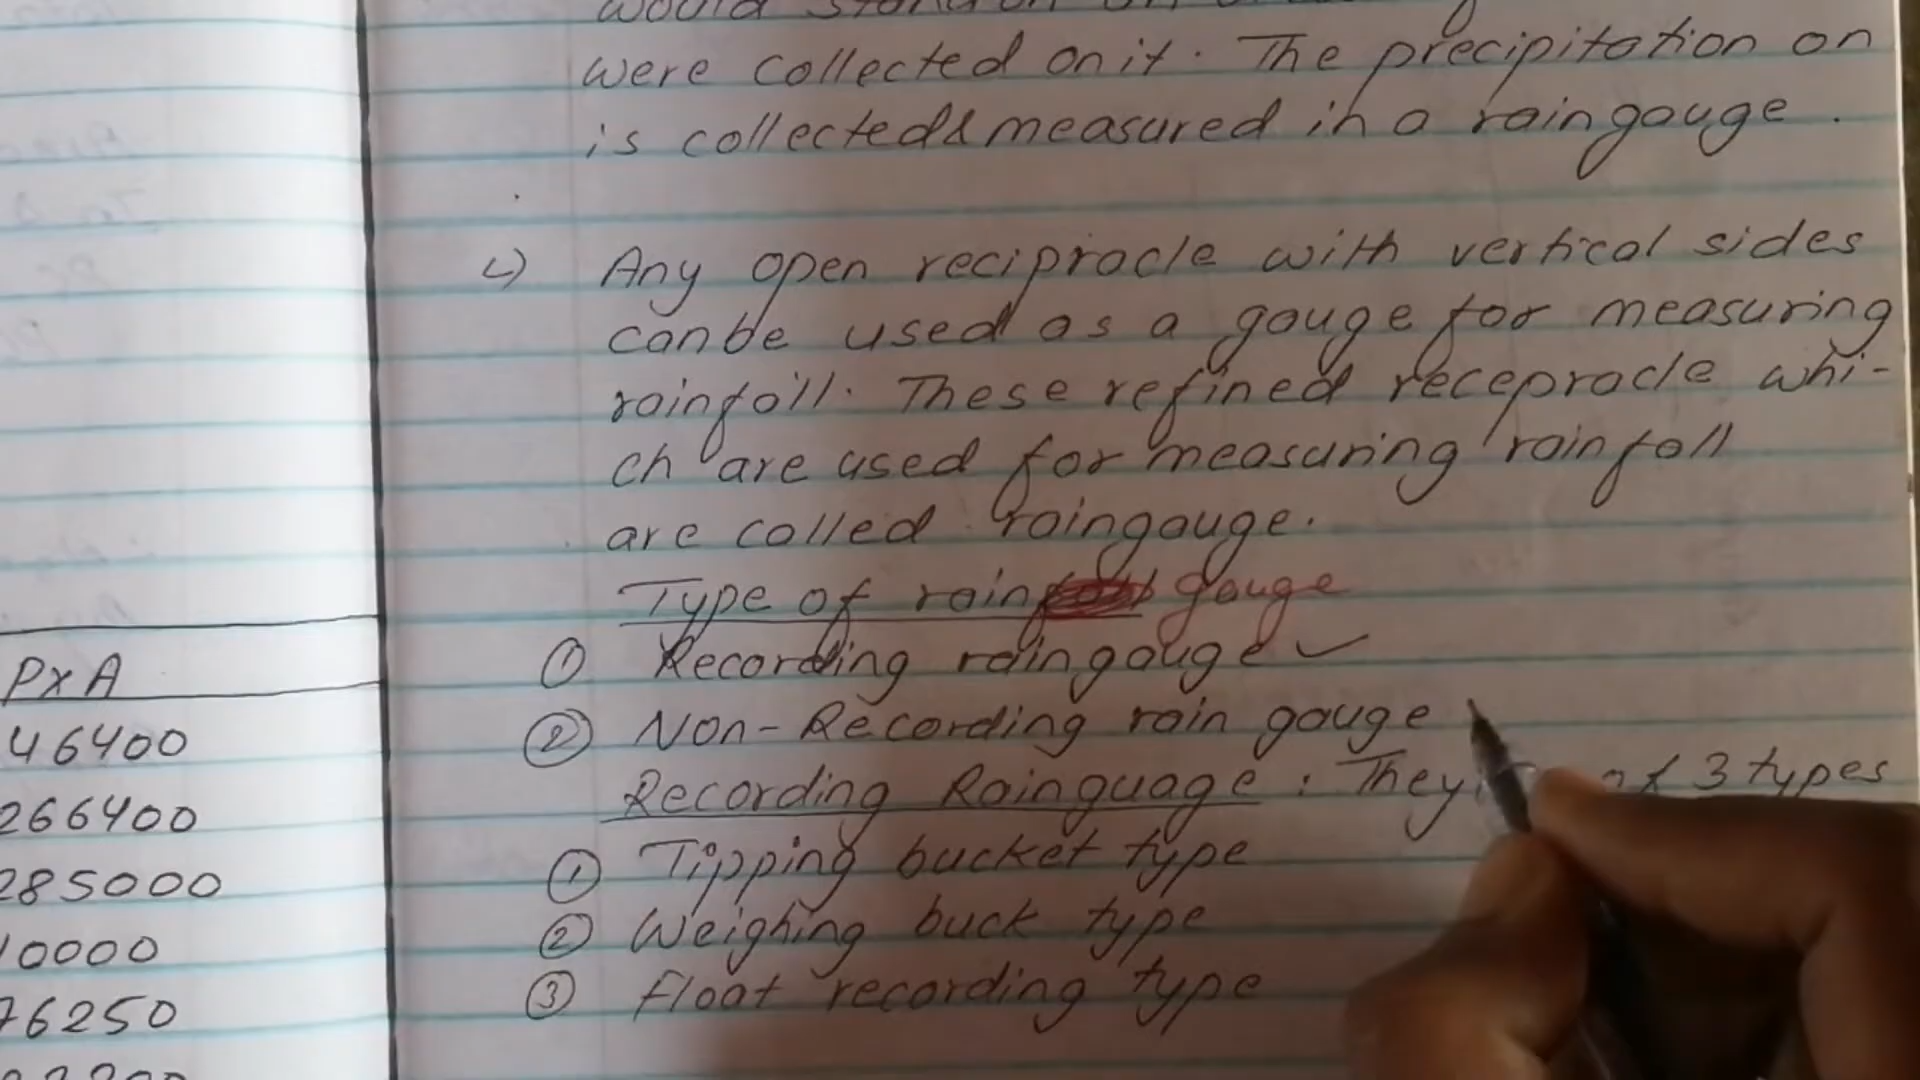 were collected on it. The precipitation on
is collected & measured in a raingauge.
c) Any open reciprocle with vertical sides
can be used as a gauge for measuring
rainfall. These refined receprocle whi-
ch are used for measuring rainfall
are called raingauge.
Type of rain gauge
① Recording raingauge ✓
② Non-Recording rain gauge
Recording Rainguage : They of 3 types
① Tipping bucket type
② Weighing buck type
③ Float recording type
P×A
46400
266400
285000
10000
76250